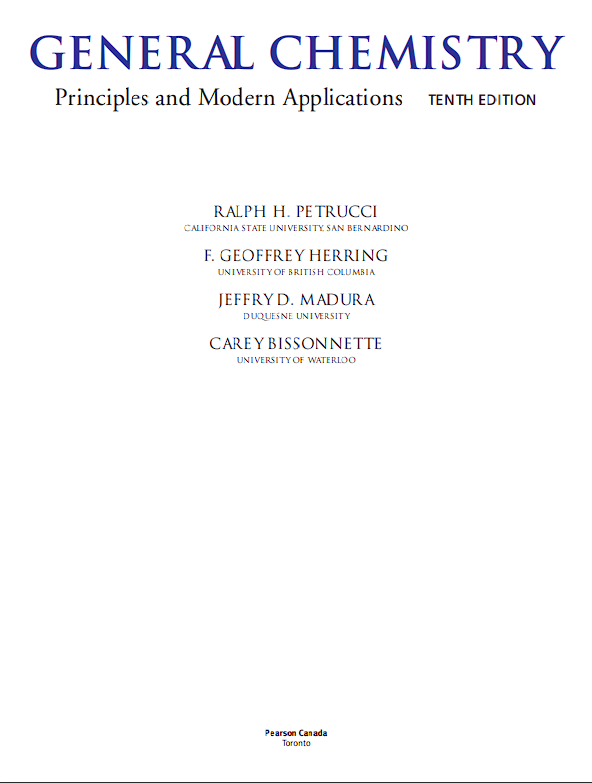 GENERAL CHEMISTRY
Principles and Modern Applications TENTH EDITION
RALPH H. PETRUCCI
CALIFORNIA STATE UNIVERSITY, SAN BERNARDINO
F. GEOFFREY HERRING
UNIVERSITY OF BRITISH COLUMBIA
JEFFRY D. MADURA
DUQUESNE UNIVERSITY
CAREY BISSONNETTE
UNIVERSITY OF WATERLOO
Pearson Canada
Toronto